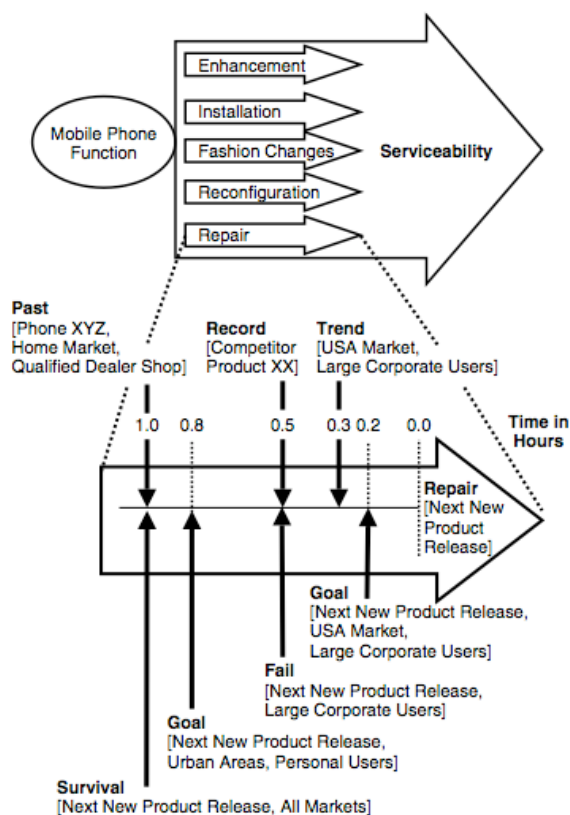 Enhancement
Installation
Mobile Phone
Function
Fashion Changes
Serviceability
Reconfiguration
Repair
Past
[Phone XYZ,
Home Market,
Qualified Dealer Shop]
Record
[Competitor
Product XX]
Trend
[USA Market,
Large Corporate Users]
Time in
Hours
1.0 0.8 0.5 0.3 0.2 0.0
Repair
[Next New
Product
Release]
Goal
[Next New Product Release,
USA Market,
Large Corporate Users]
Fail
[Next New Product Release,
Large Corporate Users]
Goal
[Next New Product Release,
Urban Areas, Personal Users]
Survival
[Next New Product Release, All Markets]